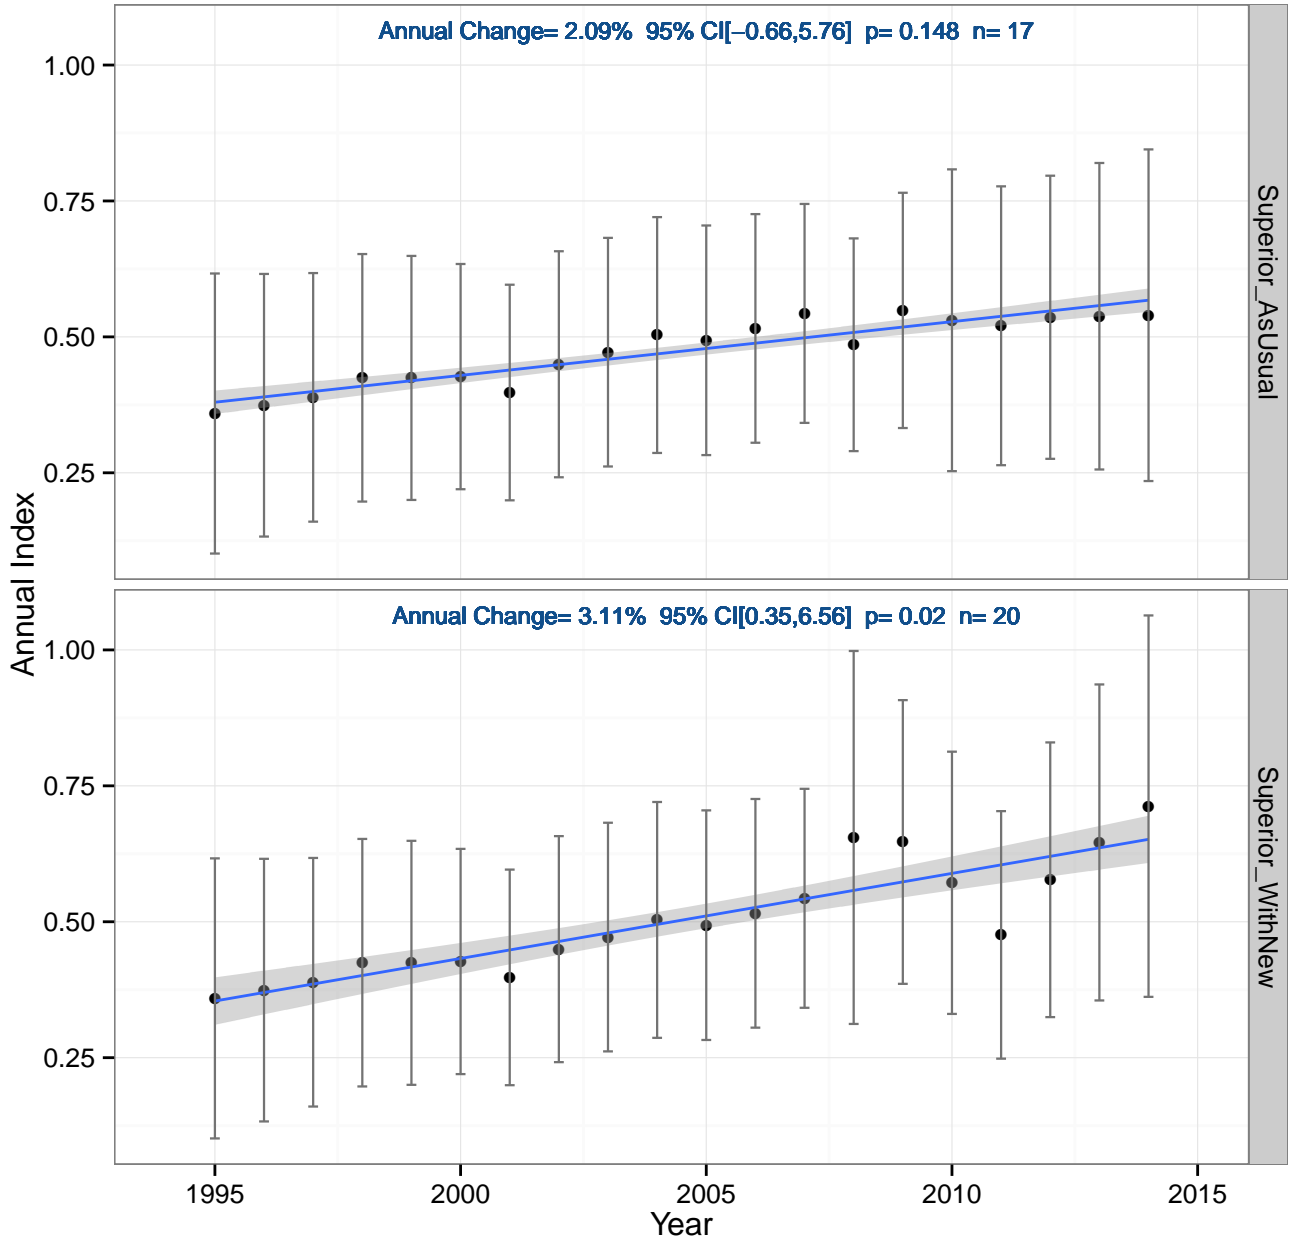 Annual Change= 2.09%  95% CI[−0.66,5.76]  p= 0.148  n= 17
1.00
0.75
0.50
0.25
Superior_AsUsual
Annual Index
Annual Change= 3.11%  95% CI[0.35,6.56]  p= 0.02  n= 20
1.00
0.75
0.50
0.25
Superior_WithNew
1995 2000 2005 2010 2015
Year